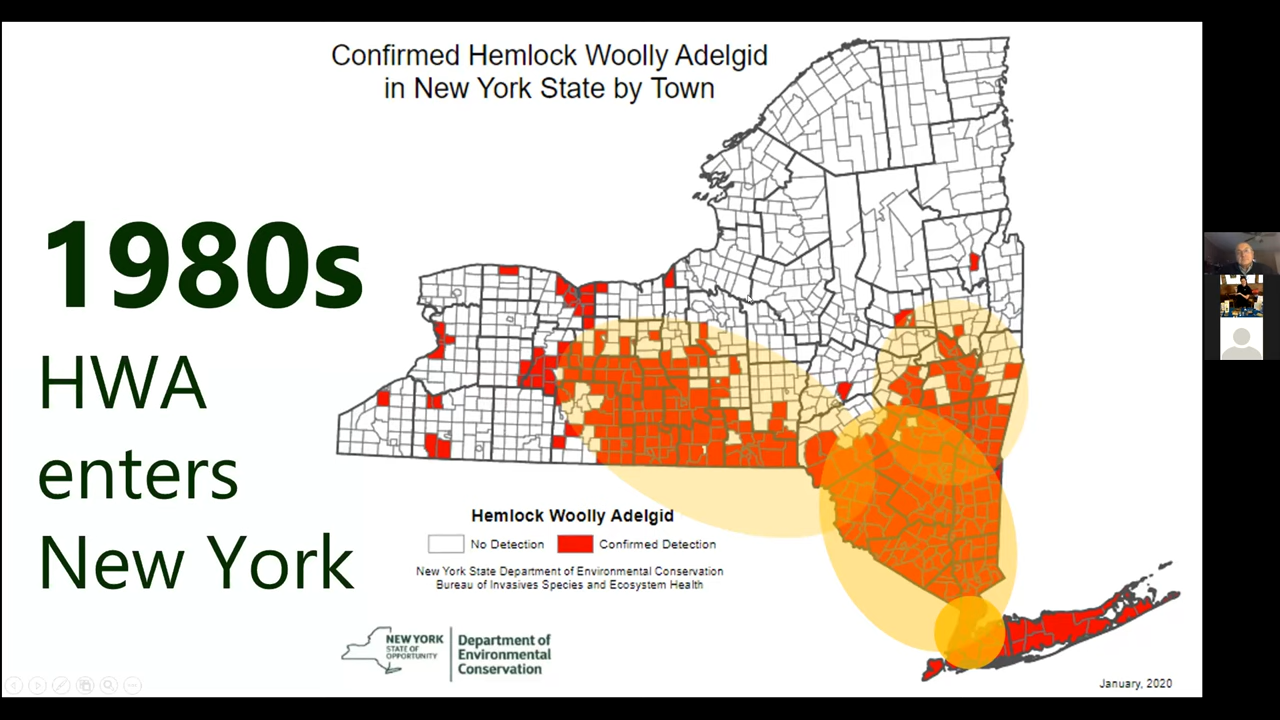 Confirmed Hemlock Woolly Adelgid
in New York State by Town
1980s
HWA
enters
New York
Hemlock Woolly Adelgid
No Detection
Confirmed Detection
New York State Department of Environmental Conservation
Bureau of Invasives Species and Ecosystem Health
NEW YORK
STATE OF
OPPORTUNITY
Department of
Environmental
Conservation
January, 2020